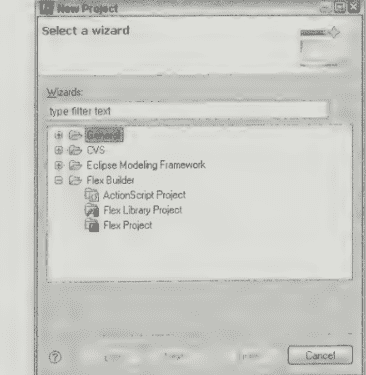 New Project
Select a wizard
Wizards:
type filter text
General
CVS
Eclipse Modeling Framework
Flex Builder
ActionScript Project
Flex Library Project
Flex Project
Cancel